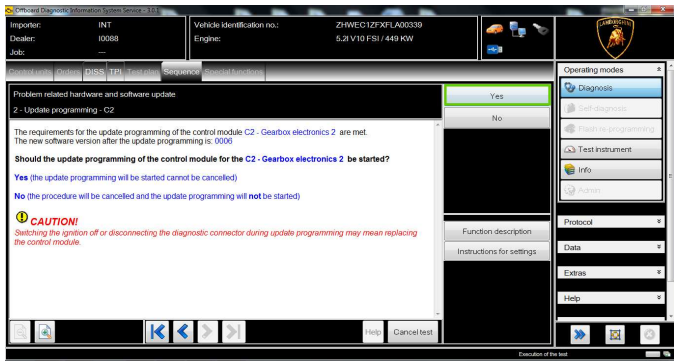 Offboard Diagnostic Information System Service - 3.0.1
Importer: INT
Dealer: I0088
Job: ---
Vehicle identification no.: ZHWEC1ZFXFLA00339
Engine: 5.2l V10 FSI / 449 KW
LAMBORGHINI
Control units Orders DISS TPI Test plan Sequence Special functions
Problem related hardware and software update
2 - Update programming - C2
The requirements for the update programming of the control module C2 - Gearbox electronics 2 are met.
The new software version after the update programming is: 0006
Should the update programming of the control module for the C2 - Gearbox electronics 2 be started?
Yes (the update programming will be started cannot be cancelled)
No (the procedure will be cancelled and the update programming will not be started)
CAUTION!
Switching the ignition off or disconnecting the diagnostic connector during update programming may mean replacing
the control module.
Help
Cancel test
Yes
No
Function description
Instructions for settings
Operating modes
Diagnosis
Self-diagnosis
Flash re-programming
Test instrument
Info
Admin
Protocol
Data
Extras
Help
Execution of the test